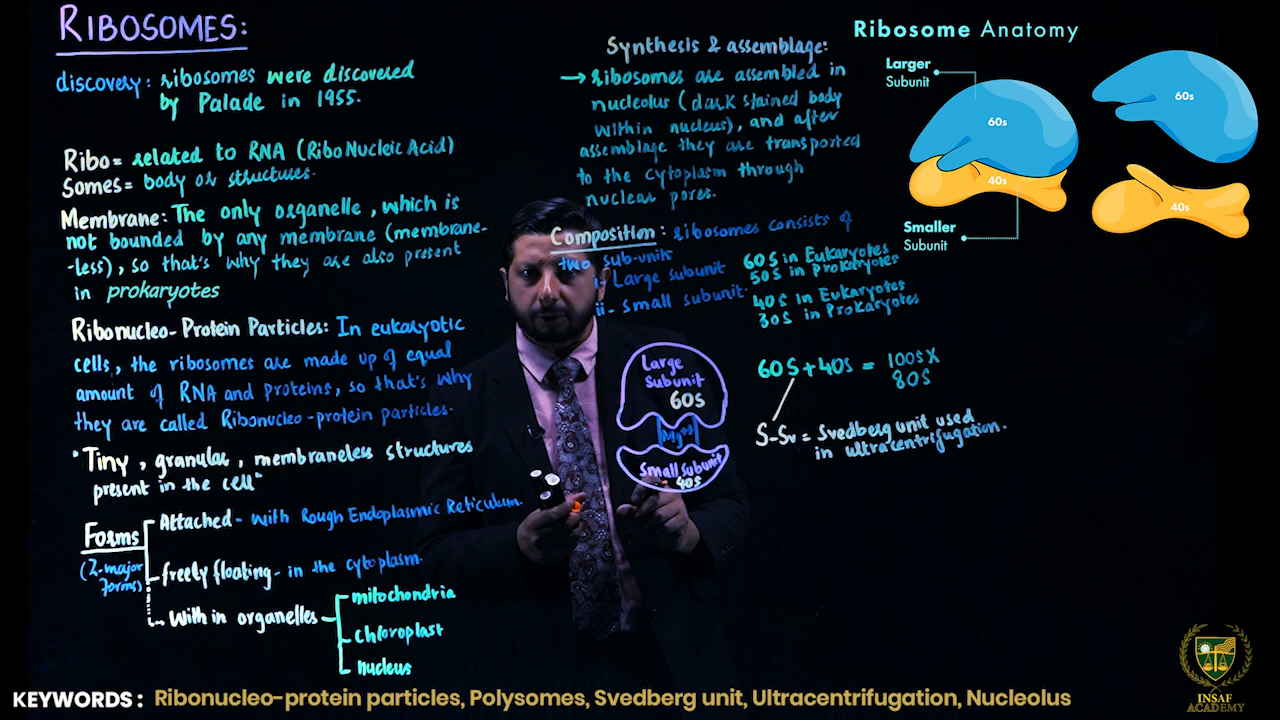 RIBOSOMES:
discovery: ribosomes were discovered
by Palade in 1955.
Ribo= related to RNA (Ribo Nucleic Acid)
Somes= body or structures.
Membrane: The only organelle, which is
not bounded by any membrane (membrane-
-less), so that's why they are also present
in prokaryotes
Ribonucleo-Protein Particles: In eukaryotic
cells, the ribosomes are made up of equal
amount of RNA and proteins, so that's why
they are called Ribonucleo-protein particles.
"Tiny, granular, membraneless structures
present in the cell"
Forms
(2-major
forms)
Attached - with Rough Endoplasmic Reticulum.
freely floating - in the cytoplasm.
With in organelles
mitochondria
chloroplast
nucleus
Synthesis & assemblage:
→ ribosomes are assembled in
nucleolus (dark stained body
within nucleus), and after
assemblage they are transported
to the cytoplasm through
nuclear pores.
Composition: ribosomes consists of
two sub-units
i- Large subunit
60S in Eukaryotes
50S in Prokaryotes
ii- small subunit.
40S in Eukaryotes
30S in Prokaryotes
Large
Subunit
60S
Mg++
Small subunit
40S
60S + 40S = 100S X
80S
S-Sv = Svedberg unit used
in ultracentrifugation.
Ribosome Anatomy
Larger
Subunit
60s
40s
Smaller
Subunit
60s
40s
KEYWORDS: Ribonucleo-protein particles, Polysomes, Svedberg unit, Ultracentrifugation, Nucleolus
INSAF
ACADEMY